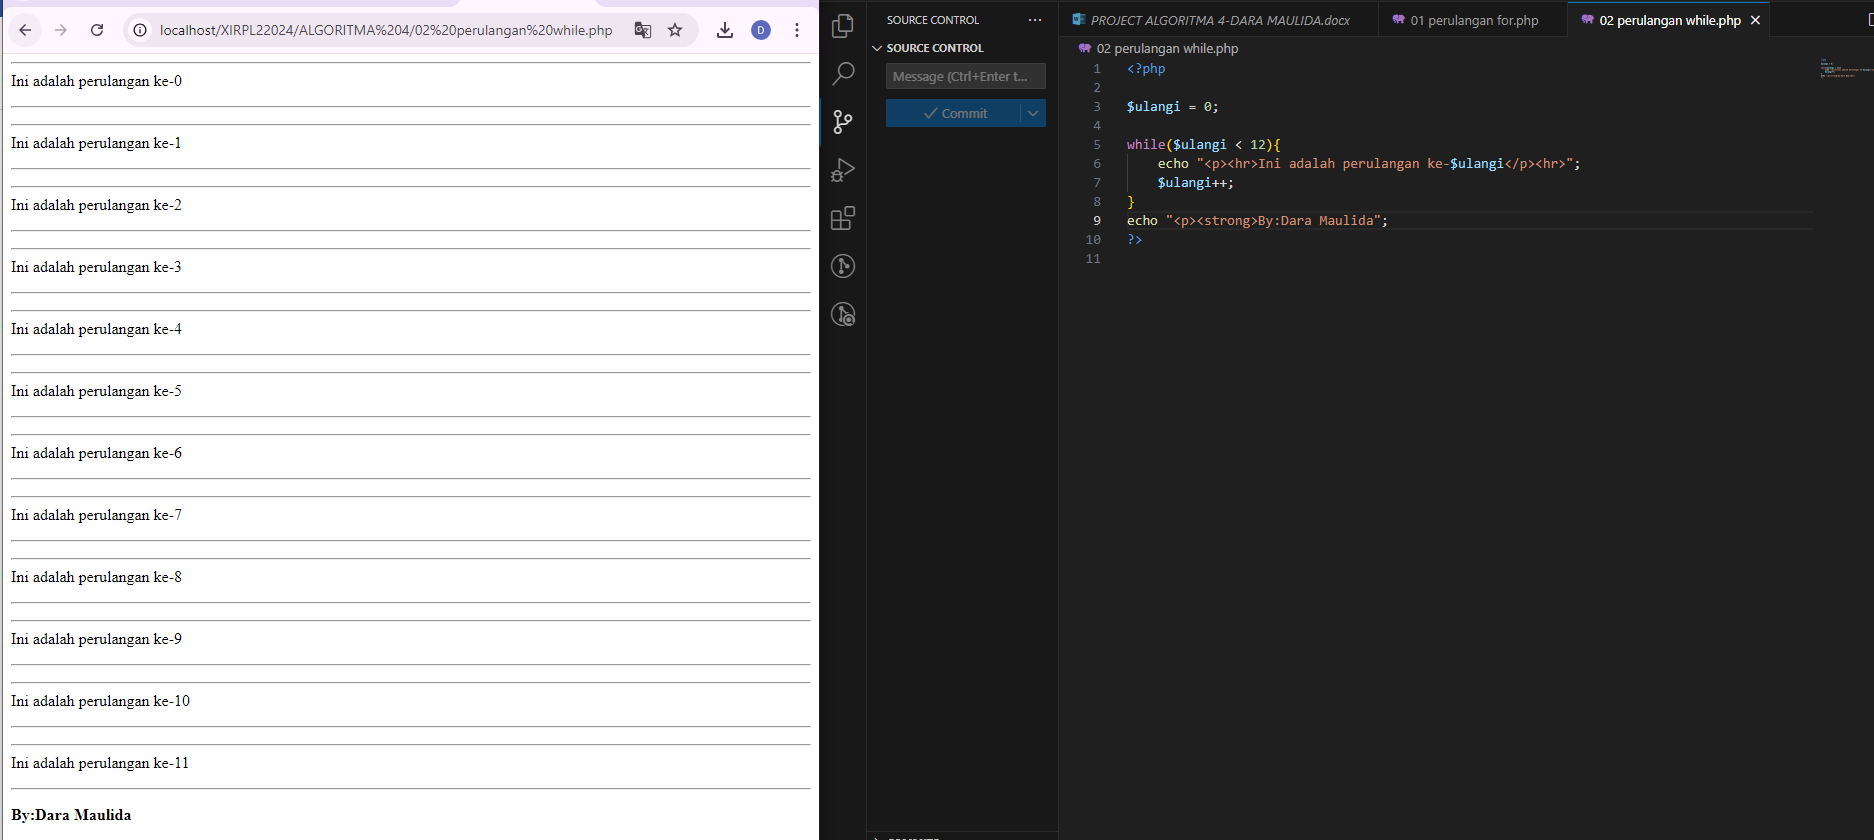 localhost/XIRPL22024/ALGORITMA%204/02%20perulangan%20while.php
D
Ini adalah perulangan ke-0
Ini adalah perulangan ke-1
Ini adalah perulangan ke-2
Ini adalah perulangan ke-3
Ini adalah perulangan ke-4
Ini adalah perulangan ke-5
Ini adalah perulangan ke-6
Ini adalah perulangan ke-7
Ini adalah perulangan ke-8
Ini adalah perulangan ke-9
Ini adalah perulangan ke-10
Ini adalah perulangan ke-11
By:Dara Maulida
SOURCE CONTROL
SOURCE CONTROL
Message (Ctrl+Enter t...
Commit
PROJECT ALGORITMA 4-DARA MAULIDA.docx
01 perulangan for.php
02 perulangan while.php
02 perulangan while.php
1 <?php
2
3 $ulangi = 0;
4
5 while($ulangi < 12){
6 echo "<p><hr>Ini adalah perulangan ke-$ulangi</p><hr>";
7 $ulangi++;
8 }
9 echo "<p><strong>By:Dara Maulida";
10 ?>
11